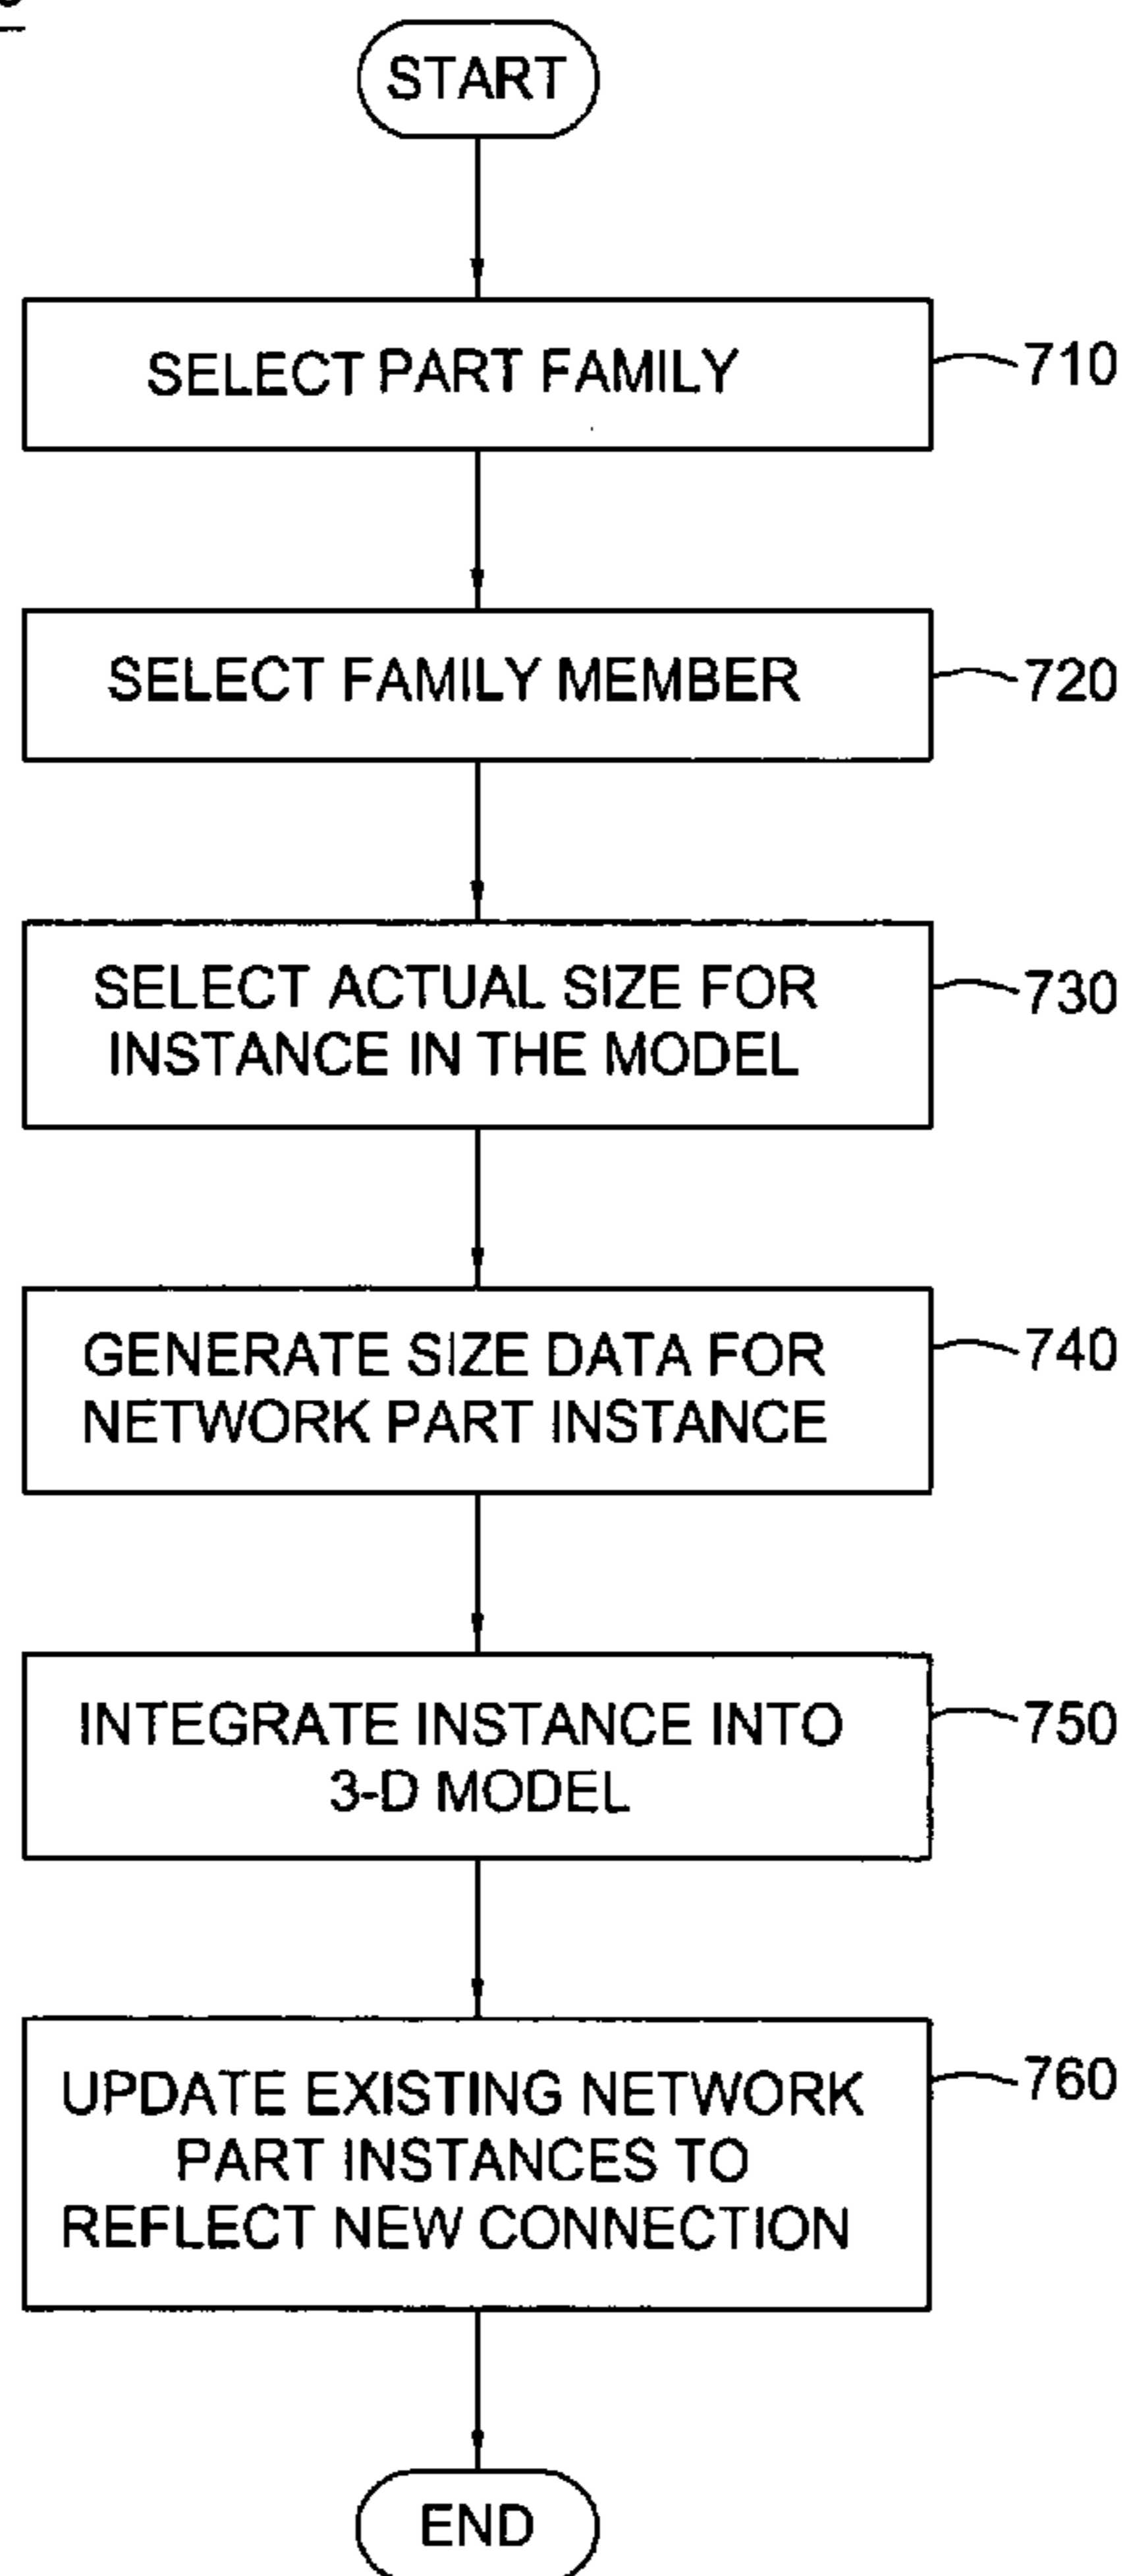 START
SELECT PART FAMILY
710
SELECT FAMILY MEMBER
720
SELECT ACTUAL SIZE FOR
INSTANCE IN THE MODEL
730
GENERATE SIZE DATA FOR
NETWORK PART INSTANCE
740
INTEGRATE INSTANCE INTO
3-D MODEL
750
UPDATE EXISTING NETWORK
PART INSTANCES TO
REFLECT NEW CONNECTION
760
END